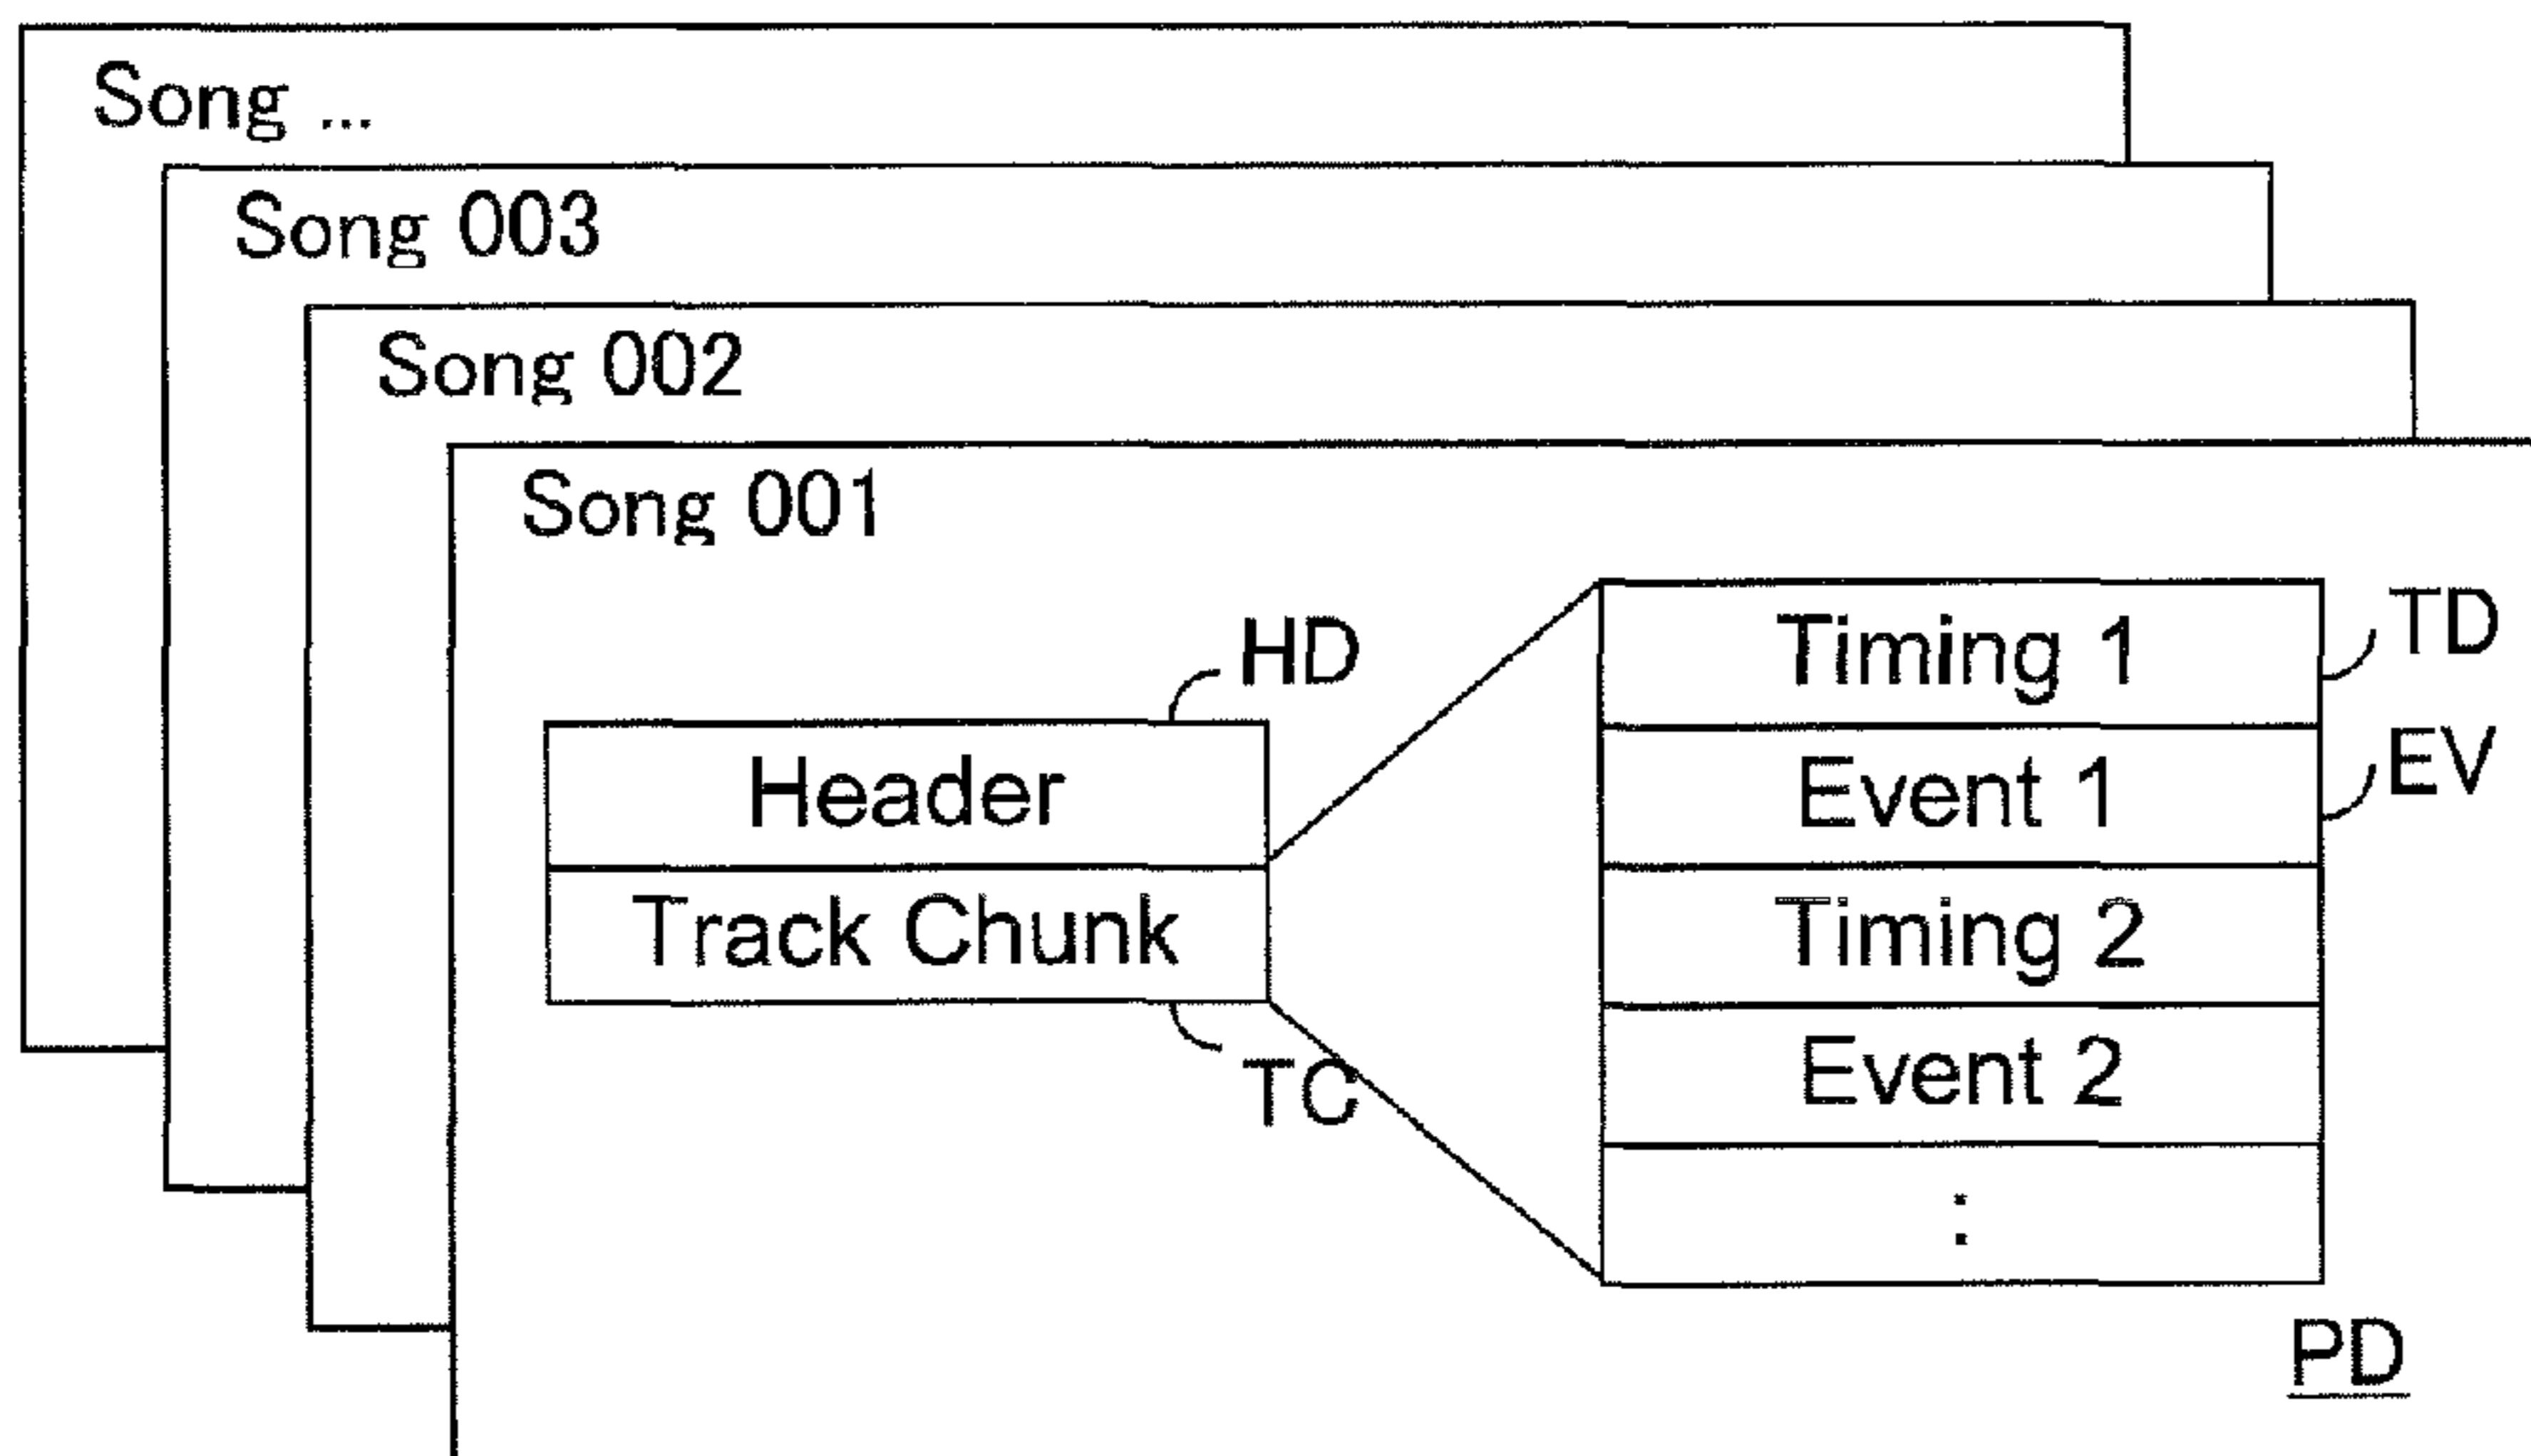 Song ...
Song 003
Song 002
Song 001
HD
Header
Track Chunk
TC
Timing 1
TD
Event 1
EV
Timing 2
Event 2
:
PD